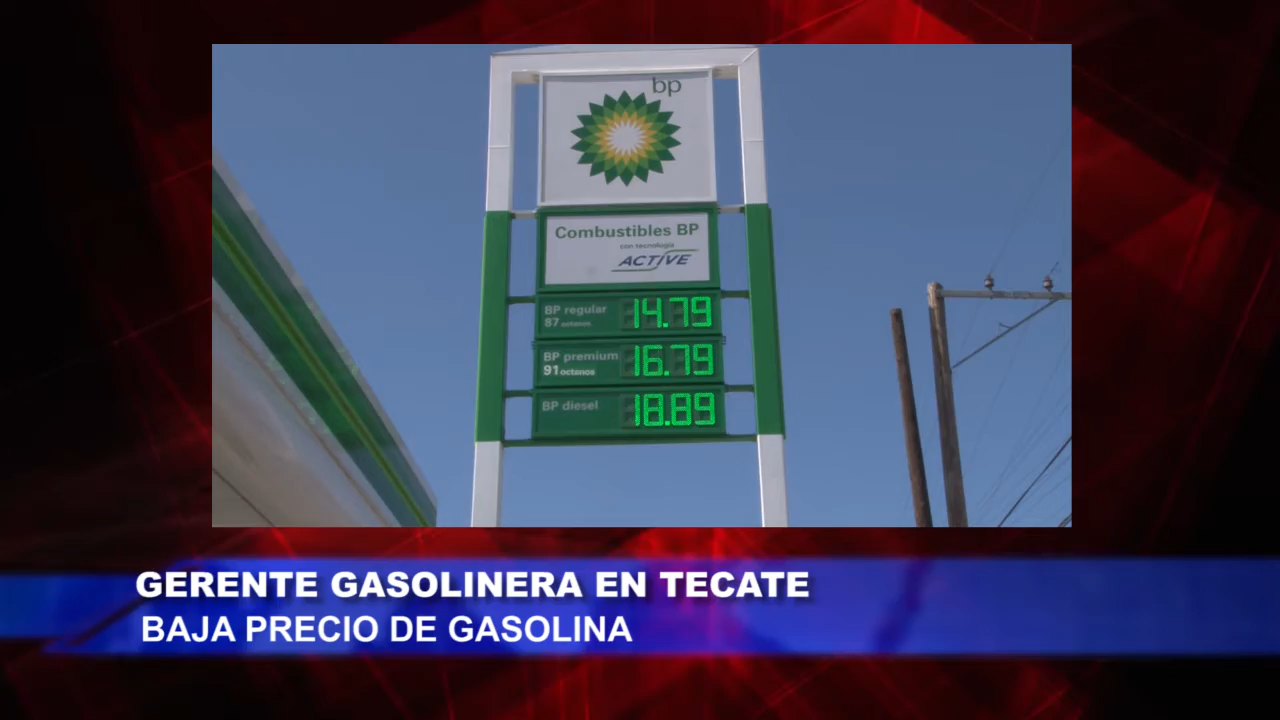 bp
Combustibles BP
con tecnología
ACTIVE
BP regular
87 octanos
14.79
BP premium
91 octanos
16.79
BP diesel
18.89
GERENTE GASOLINERA EN TECATE
BAJA PRECIO DE GASOLINA